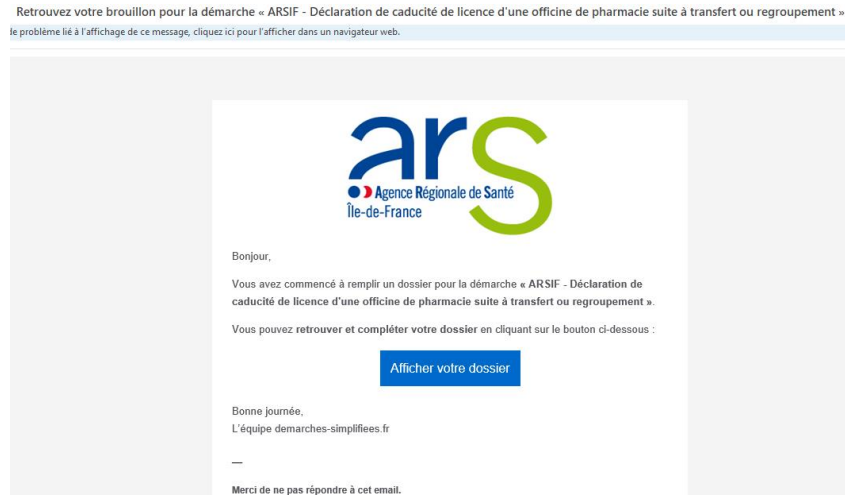 Retrouvez votre brouillon pour la démarche « ARSIF - Déclaration de caducité de licence d'une officine de pharmacie suite à transfert ou regroupement »
de problème lié à l'affichage de ce message, cliquez ici pour l'afficher dans un navigateur web.
ars
Agence Régionale de Santé
Île-de-France
Bonjour,
Vous avez commencé à remplir un dossier pour la démarche « ARSIF - Déclaration de
caducité de licence d'une officine de pharmacie suite à transfert ou regroupement ».
Vous pouvez retrouver et compléter votre dossier en cliquant sur le bouton ci-dessous :
Afficher votre dossier
Bonne journée,
L'équipe demarches-simplifiees.fr
—
Merci de ne pas répondre à cet email.